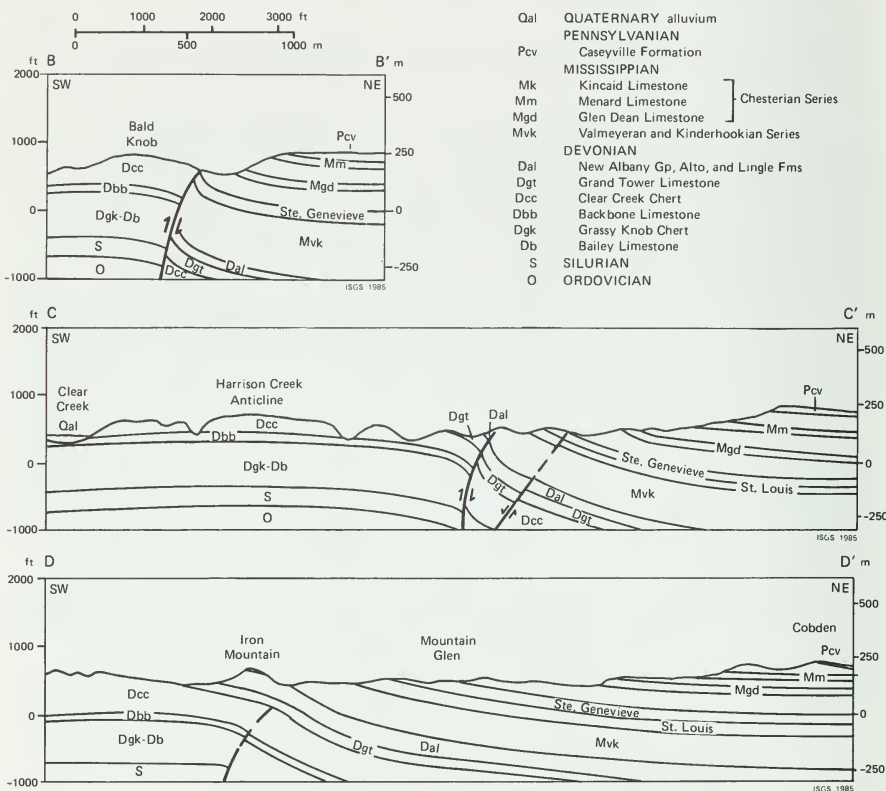 0 1000 2000 3000 ft
0 500 1000 m
Qal QUATERNARY alluvium
PENNSYLVANIAN
Pcv Caseyville Formation
MISSISSIPPIAN
Mk Kincaid Limestone
Mm Menard Limestone
Mgd Glen Dean Limestone
Chesterian Series
Mvk Valmeyeran and Kinderhookian Series
DEVONIAN
Dal New Albany Gp, Alto, and Lingle Fms
Dgt Grand Tower Limestone
Dcc Clear Creek Chert
Dbb Backbone Limestone
Dgk Grassy Knob Chert
Db Bailey Limestone
S SILURIAN
O ORDOVICIAN
ft B B' m
2000
SW NE
500
Bald
Knob
Pcv
1000
250
Dcc
Mm
Dbb
Mgd
0
0
Ste. Genevieve
Dgk-Db
Mvk
S
Dal
Dgt
O
Dcc
-250
-1000
ISGS 1985
ft C C' m
2000
SW NE
500
Clear
Creek
Harrison Creek
Anticline
1000
Pcv
250
Qal
Dcc
Dgt Dal
Mm
Dbb
Mgd
0
0
Dgk-Db
Ste. Genevieve
St. Louis
Dgt
Mvk
S
Dal
Dgt
O
Dcc
-250
-1000
ISGS 1985
ft D D' m
2000
SW NE
500
Iron
Mountain
Mountain
Glen
Cobden
1000
Pcv
250
Mm
Dcc
Mgd
Dbb
Ste. Genevieve
0
0
St. Louis
Dgk-Db
Dgt
Dal
Mvk
S
-250
-1000
ISGS 1985